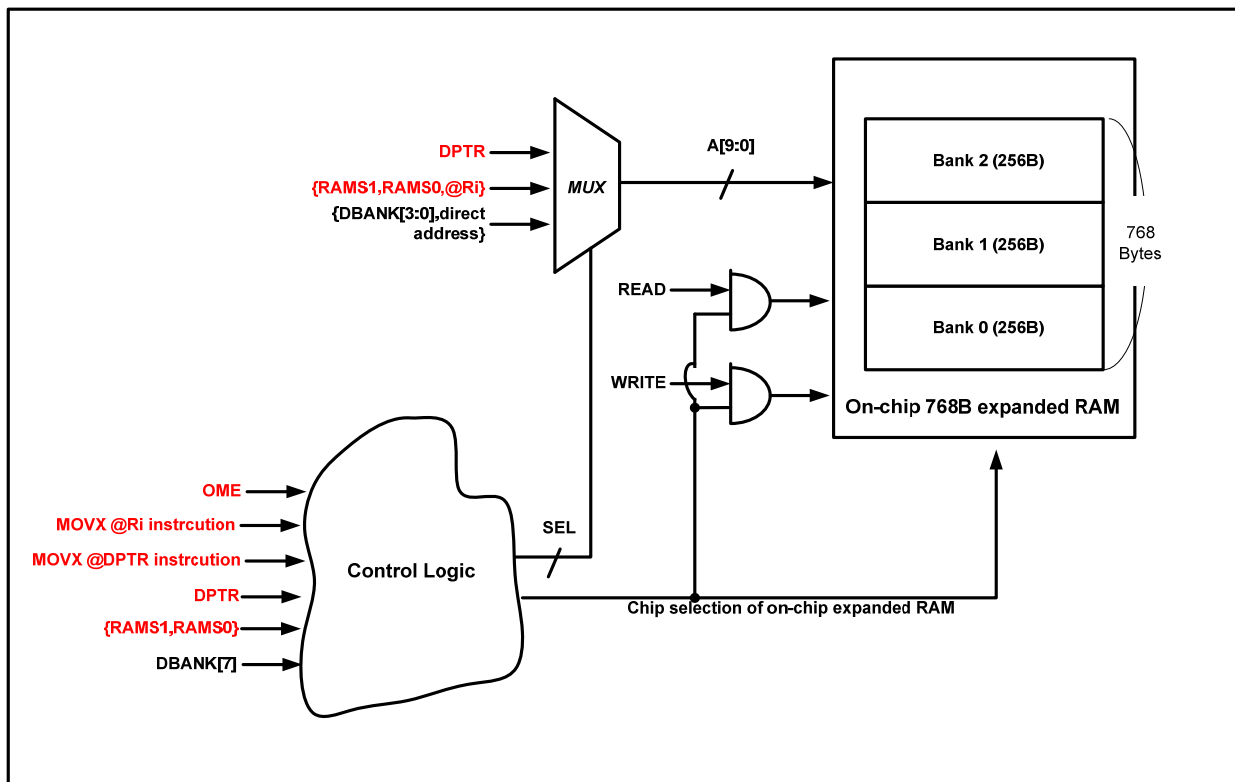 DPTR
{RAMS1,RAMS0,@Ri}
{DBANK[3:0],direct
address}
MUX
A[9:0]
Bank 2 (256B)
Bank 1 (256B)
Bank 0 (256B)
768
Bytes
READ
WRITE
On-chip 768B expanded RAM
OME
MOVX @Ri instrcution
MOVX @DPTR instrcution
DPTR
{RAMS1,RAMS0}
DBANK[7]
Control Logic
SEL
Chip selection of on-chip expanded RAM